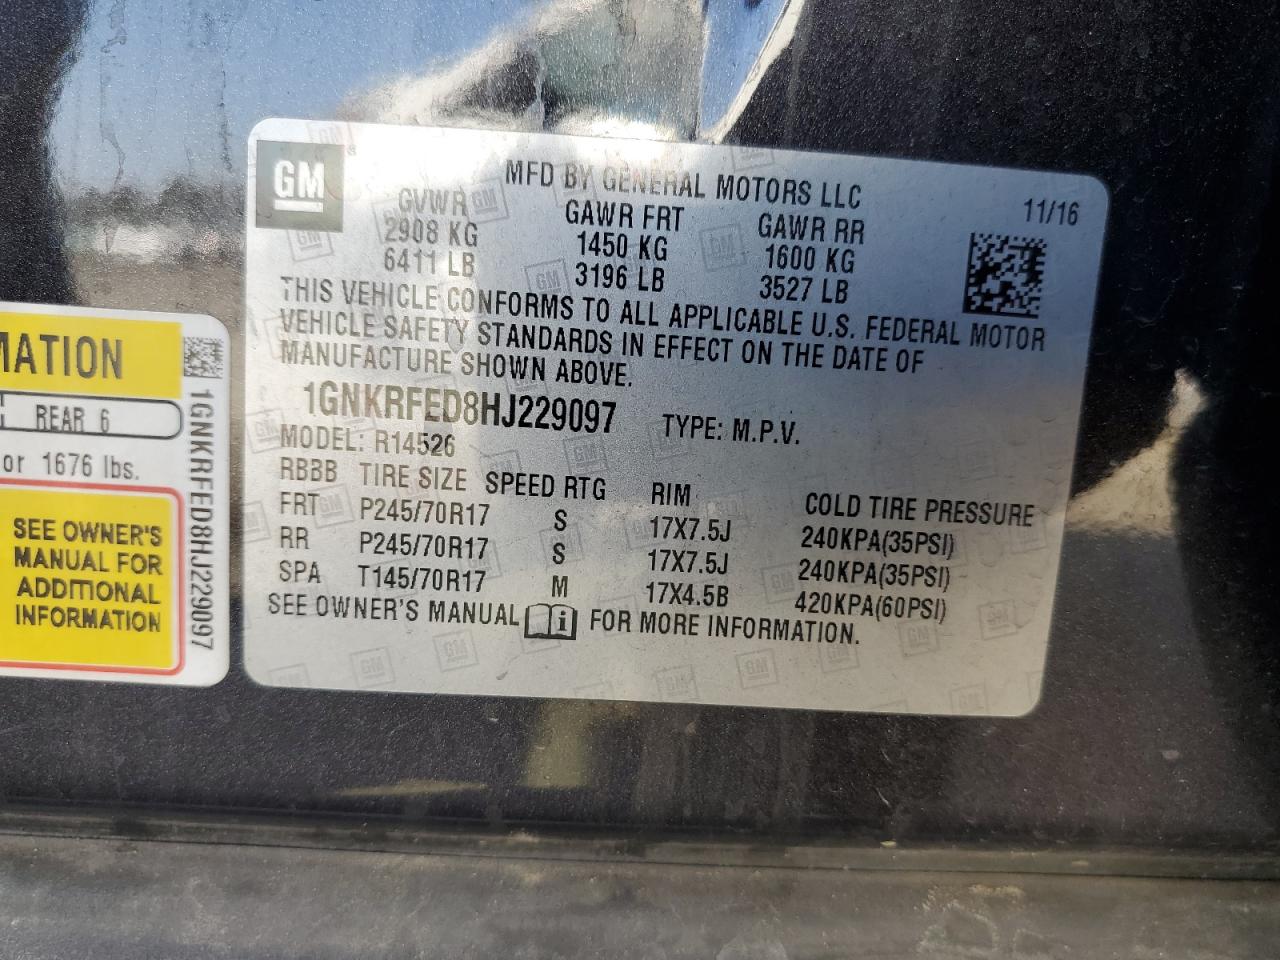 GM
MFD BY GENERAL MOTORS LLC
11/16
GVWR GAWR FRT GAWR RR
2908 KG 1450 KG 1600 KG
6411 LB 3196 LB 3527 LB
THIS VEHICLE CONFORMS TO ALL APPLICABLE U.S. FEDERAL MOTOR
VEHICLE SAFETY STANDARDS IN EFFECT ON THE DATE OF
MANUFACTURE SHOWN ABOVE.
1GNKRFED8HJ229097 TYPE: M.P.V.
MODEL: R14526
RBBB TIRE SIZE SPEED RTG RIM COLD TIRE PRESSURE
FRT P245/70R17 S 17X7.5J 240KPA(35PSI)
RR P245/70R17 S 17X7.5J 240KPA(35PSI)
SPA T145/70R17 M 17X4.5B 420KPA(60PSI)
SEE OWNER'S MANUAL i FOR MORE INFORMATION.
MATION
REAR 6
or 1676 lbs.
SEE OWNER'S
MANUAL FOR
ADDITIONAL
INFORMATION
1GNKRFED8HJ229097